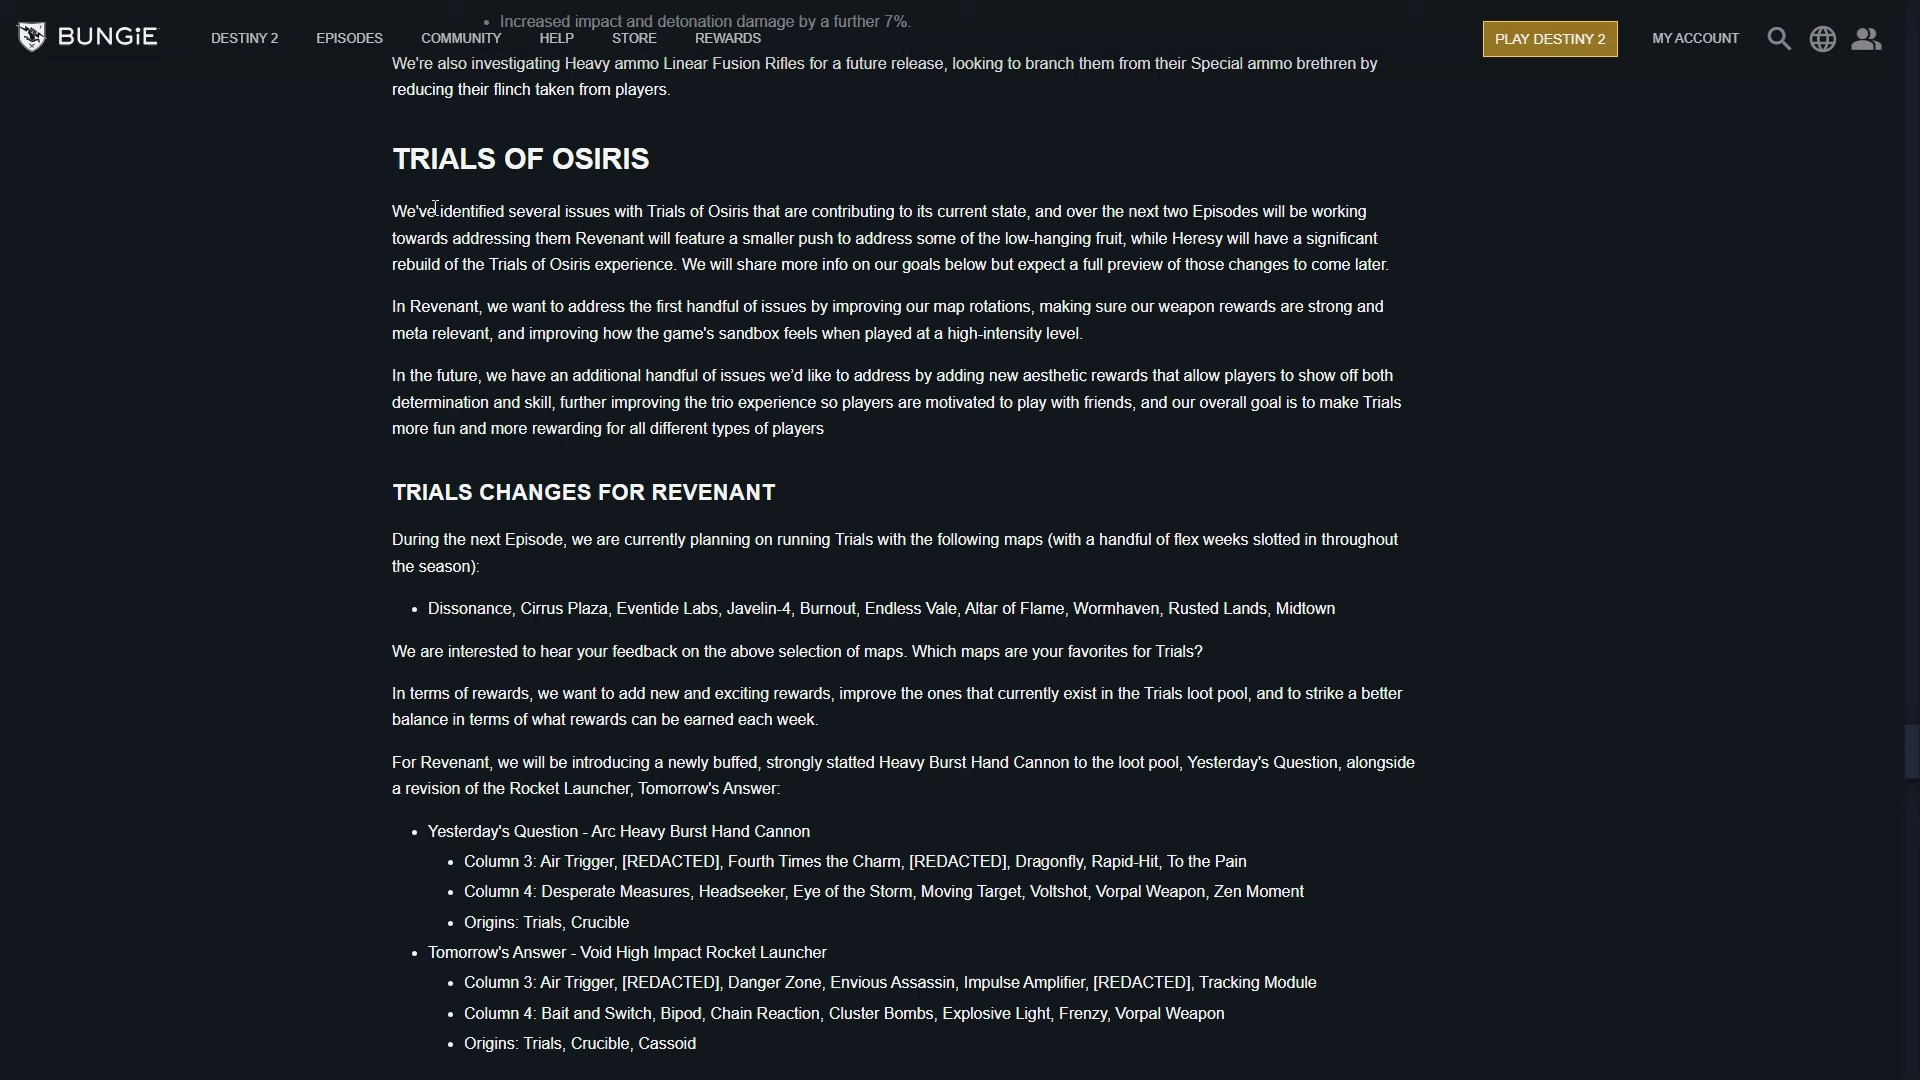 • Increased impact and detonation damage by a further 7%.
BUNGiE
DESTINY 2
EPISODES
COMMUNITY
HELP
STORE
REWARDS
PLAY DESTINY 2
MY ACCOUNT
We're also investigating Heavy ammo Linear Fusion Rifles for a future release, looking to branch them from their Special ammo brethren by
reducing their flinch taken from players.
TRIALS OF OSIRIS
We've identified several issues with Trials of Osiris that are contributing to its current state, and over the next two Episodes will be working
towards addressing them Revenant will feature a smaller push to address some of the low-hanging fruit, while Heresy will have a significant
rebuild of the Trials of Osiris experience. We will share more info on our goals below but expect a full preview of those changes to come later.
In Revenant, we want to address the first handful of issues by improving our map rotations, making sure our weapon rewards are strong and
meta relevant, and improving how the game's sandbox feels when played at a high-intensity level.
In the future, we have an additional handful of issues we’d like to address by adding new aesthetic rewards that allow players to show off both
determination and skill, further improving the trio experience so players are motivated to play with friends, and our overall goal is to make Trials
more fun and more rewarding for all different types of players
TRIALS CHANGES FOR REVENANT
During the next Episode, we are currently planning on running Trials with the following maps (with a handful of flex weeks slotted in throughout
the season):
• Dissonance, Cirrus Plaza, Eventide Labs, Javelin-4, Burnout, Endless Vale, Altar of Flame, Wormhaven, Rusted Lands, Midtown
We are interested to hear your feedback on the above selection of maps. Which maps are your favorites for Trials?
In terms of rewards, we want to add new and exciting rewards, improve the ones that currently exist in the Trials loot pool, and to strike a better
balance in terms of what rewards can be earned each week.
For Revenant, we will be introducing a newly buffed, strongly statted Heavy Burst Hand Cannon to the loot pool, Yesterday's Question, alongside
a revision of the Rocket Launcher, Tomorrow's Answer:
• Yesterday's Question - Arc Heavy Burst Hand Cannon
• Column 3: Air Trigger, [REDACTED], Fourth Times the Charm, [REDACTED], Dragonfly, Rapid-Hit, To the Pain
• Column 4: Desperate Measures, Headseeker, Eye of the Storm, Moving Target, Voltshot, Vorpal Weapon, Zen Moment
• Origins: Trials, Crucible
• Tomorrow's Answer - Void High Impact Rocket Launcher
• Column 3: Air Trigger, [REDACTED], Danger Zone, Envious Assassin, Impulse Amplifier, [REDACTED], Tracking Module
• Column 4: Bait and Switch, Bipod, Chain Reaction, Cluster Bombs, Explosive Light, Frenzy, Vorpal Weapon
• Origins: Trials, Crucible, Cassoid